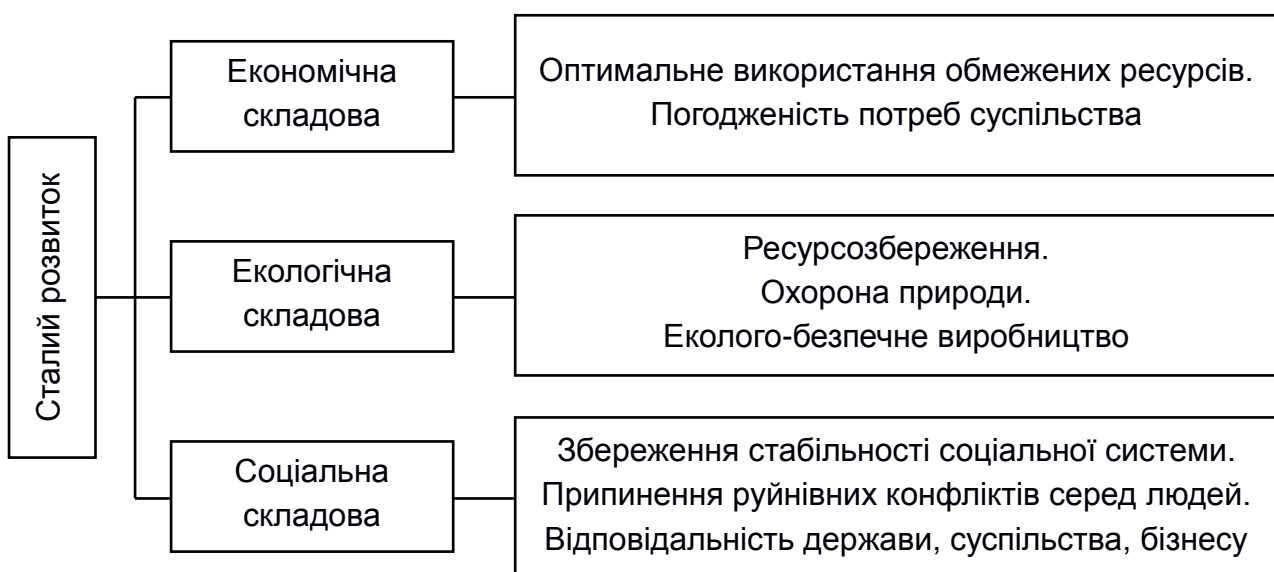 Сталий розвиток
Економічна
складова
Оптимальне використання обмежених ресурсів.
Погодженість потреб суспільства
Екологічна
складова
Ресурсозбереження.
Охорона природи.
Еколого-безпечне виробництво
Соціальна
складова
Збереження стабільності соціальної системи.
Припинення руйнівних конфліктів серед людей.
Відповідальність держави, суспільства, бізнесу